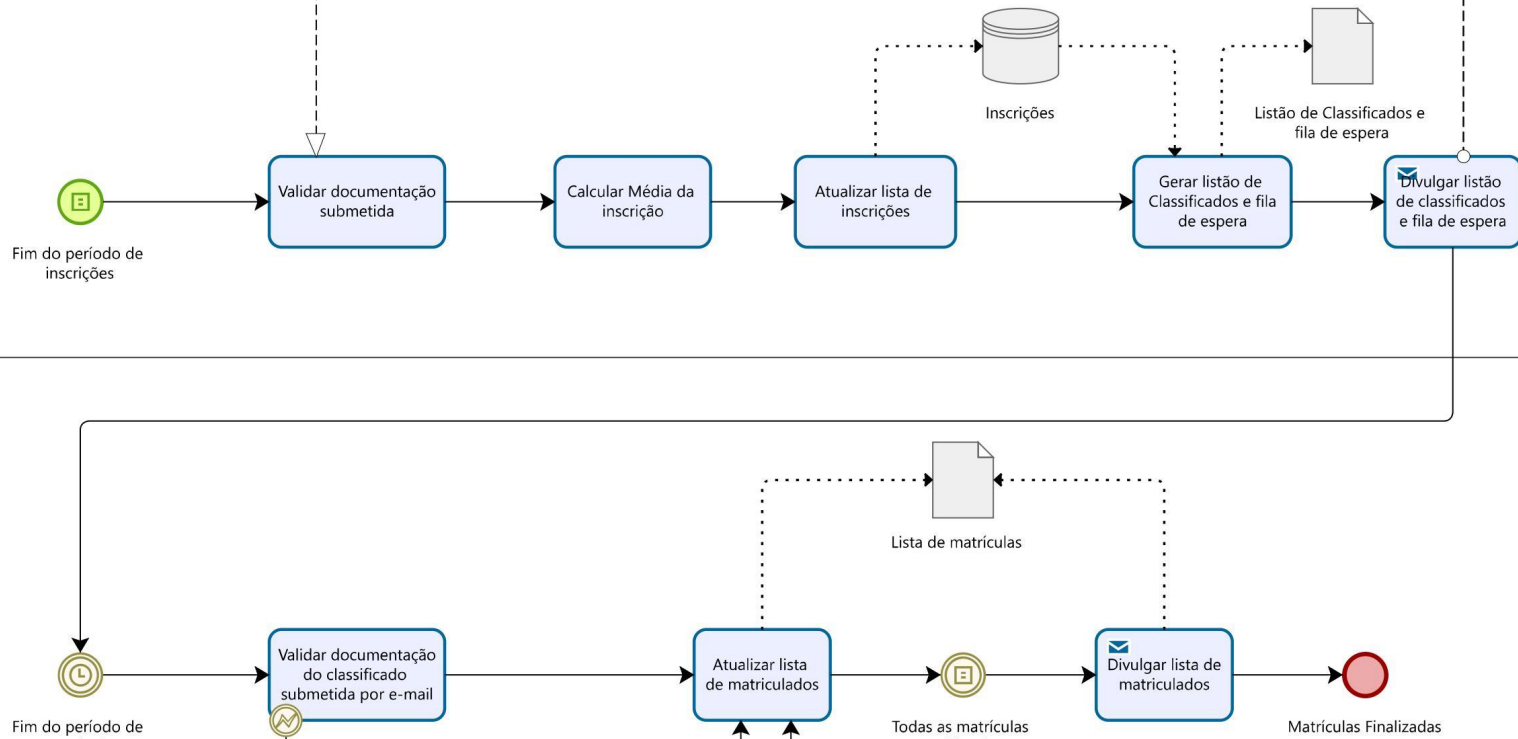 Inscrições
Listão de Classificados e
fila de espera
Validar documentação
submetida
Calcular Média da
inscrição
Atualizar lista de
inscrições
Gerar listão de
Classificados e fila
de espera
Divulgar listão
de classificados
e fila de espera
Fim do período de
inscrições
Lista de matrículas
Validar documentação
do classificado
submetida por e-mail
Atualizar lista
de matriculados
Divulgar lista de
matriculados
Fim do período de
Todas as matrículas
Matrículas Finalizadas